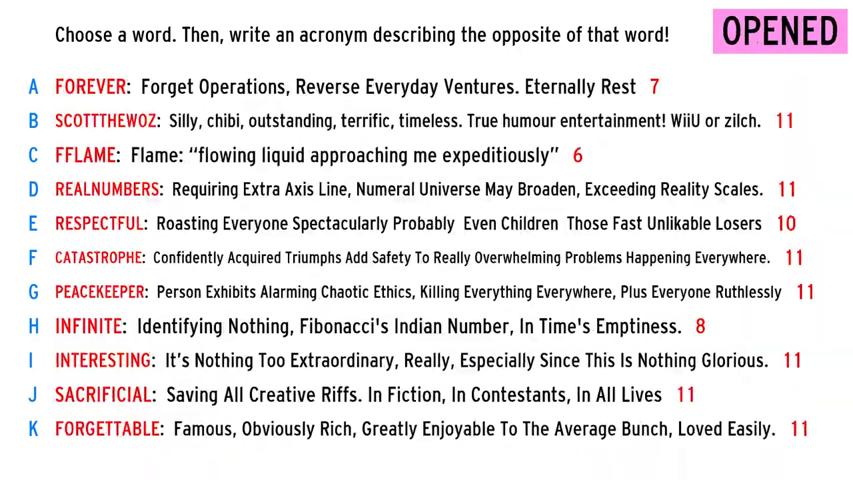 Choose a word. Then, write an acronym describing the opposite of that word!
OPENED
A FOREVER: Forget Operations, Reverse Everyday Ventures. Eternally Rest 7
B SCOTTTHEWOZ: Silly, chibi, outstanding, terrific, timeless. True humour entertainment! WiiU or zilch. 11
C FFLAME: Flame: “flowing liquid approaching me expeditiously” 6
D REALNUMBERS: Requiring Extra Axis Line, Numeral Universe May Broaden, Exceeding Reality Scales. 11
E RESPECTFUL: Roasting Everyone Spectacularly Probably Even Children Those Fast Unlikable Losers 10
F CATASTROPHE: Confidently Acquired Triumphs Add Safety To Really Overwhelming Problems Happening Everywhere. 11
G PEACEKEEPER: Person Exhibits Alarming Chaotic Ethics, Killing Everything Everywhere, Plus Everyone Ruthlessly 11
H INFINITE: Identifying Nothing, Fibonacci's Indian Number, In Time's Emptiness. 8
I INTERESTING: It’s Nothing Too Extraordinary, Really, Especially Since This Is Nothing Glorious. 11
J SACRIFICIAL: Saving All Creative Riffs. In Fiction, In Contestants, In All Lives 11
K FORGETTABLE: Famous, Obviously Rich, Greatly Enjoyable To The Average Bunch, Loved Easily. 11